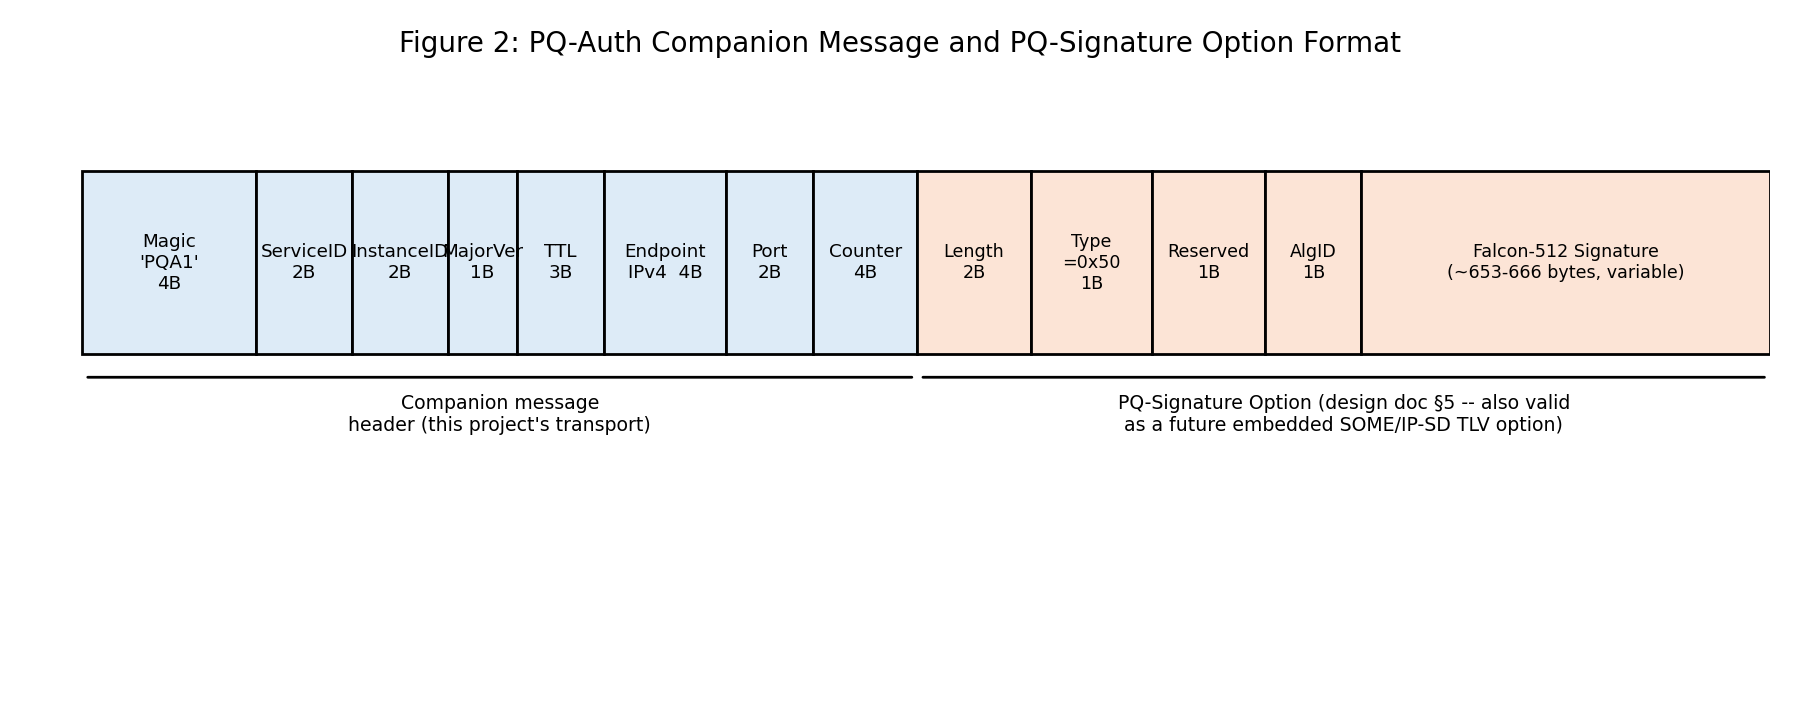 Figure 2: PQ-Auth Companion Message and PQ-Signature Option Format
Magic
'PQA1'
4B
ServiceID
2B
InstanceID
2B
MajorVer
1B
TTL
3B
Endpoint
IPv4  4B
Port
2B
Counter
4B
Length
2B
Type
=0x50
1B
Reserved
1B
AlgID
1B
Falcon-512 Signature
(~653-666 bytes, variable)
Companion message
header (this project's transport)
PQ-Signature Option (design doc §5 -- also valid
as a future embedded SOME/IP-SD TLV option)